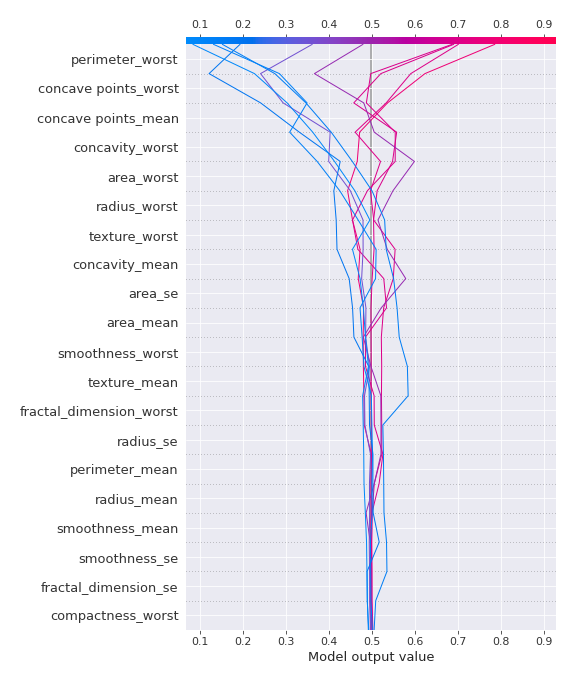 0.1 0.2 0.3 0.4 0.5 0.6 0.7 0.8 0.9
perimeter_worst
concave points_worst
concave points_mean
concavity_worst
area_worst
radius_worst
texture_worst
concavity_mean
area_se
area_mean
smoothness_worst
texture_mean
fractal_dimension_worst
radius_se
perimeter_mean
radius_mean
smoothness_mean
smoothness_se
fractal_dimension_se
compactness_worst
0.1 0.2 0.3 0.4 0.5 0.6 0.7 0.8 0.9
Model output value